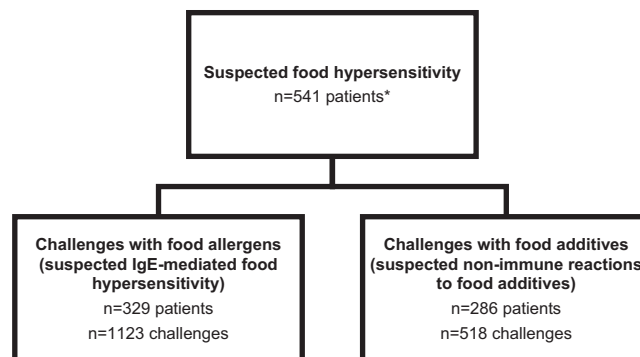 Suspected food hypersensitivity
n=541 patients*
Challenges with food allergens
(suspected IgE-mediated food
hypersensitivity)
n=329 patients
n=1123 challenges
Challenges with food additives
(suspected non-immune reactions
to food additives)
n=286 patients
n=518 challenges